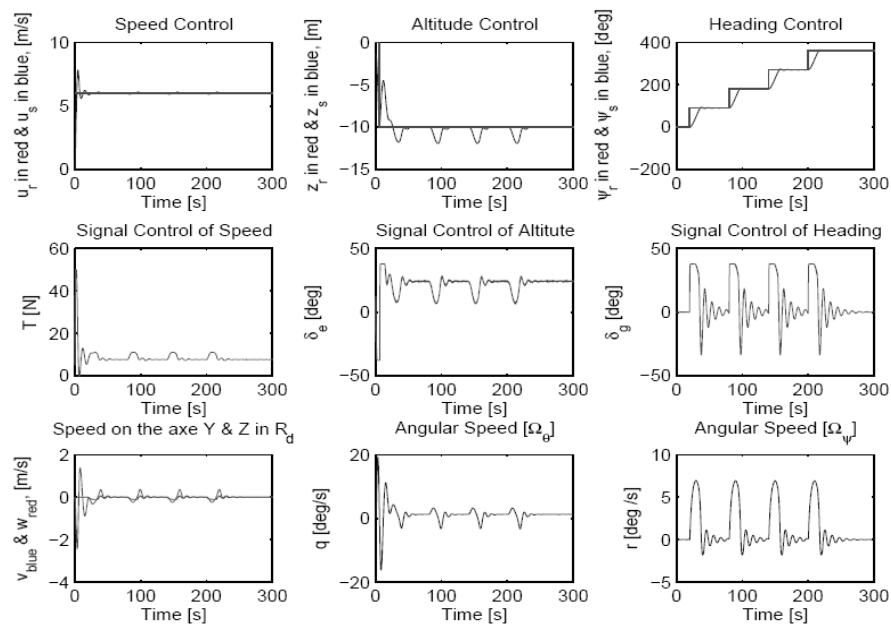 Speed Control
u_r in red & u_s in blue, [m/s]
10
5
0
0 100 200 300
Time [s]
Altitude Control
z_r in red & z_s in blue, [m]
0
−5
−10
−15
0 100 200 300
Time [s]
Heading Control
ψ_r in red & ψ_s in blue, [deg]
400
200
0
−200
0 100 200 300
Time [s]
Signal Control of Speed
T [N]
60
40
20
0
0 100 200 300
Time [s]
Signal Control of Altitute
δ_e [deg]
50
0
−50
0 100 200 300
Time [s]
Signal Control of Heading
δ_g [deg]
50
0
−50
0 100 200 300
Time [s]
Speed on the axe Y & Z in R_d
v_blue & w_red, [m/s]
2
0
−2
−4
0 100 200 300
Time [s]
Angular Speed [Ω_θ]
q [deg/s]
20
0
−20
0 100 200 300
Time [s]
Angular Speed [Ω_ψ]
r [deg /s]
10
5
0
−5
0 100 200 300
Time [s]